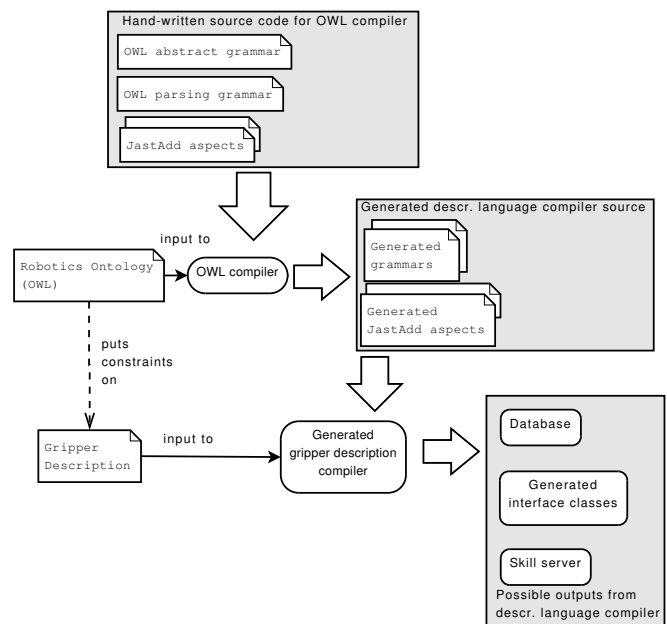 Hand-written source code for OWL compiler
OWL abstract grammar
OWL parsing grammar
JastAdd aspects
Generated descr. language compiler source
Generated
grammars
Generated
JastAdd aspects
input to
Robotics Ontology
(OWL)
OWL compiler
puts
constraints
on
Gripper
Description
input to
Generated
gripper description
compiler
Database
Generated
interface classes
Skill server
Possible outputs from
descr. language compiler